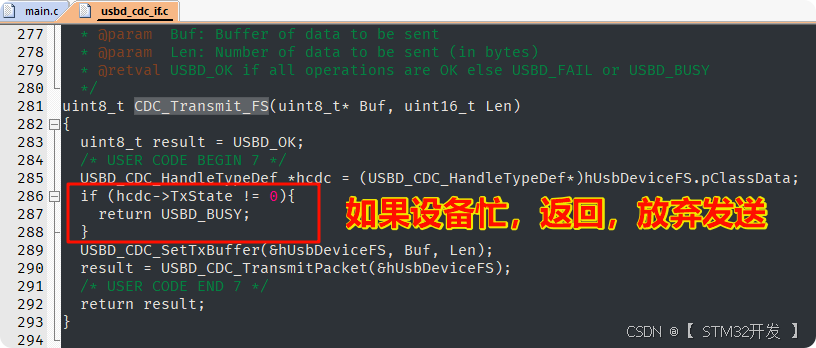 main.c usbd_cdc_if.c
277 * @param Buf: Buffer of data to be sent
278 * @param Len: Number of data to be sent (in bytes)
279 * @retval USBD_OK if all operations are OK else USBD_FAIL or USBD_BUSY
280 */
281 uint8_t CDC_Transmit_FS(uint8_t* Buf, uint16_t Len)
282 {
283 uint8_t result = USBD_OK;
284 /* USER CODE BEGIN 7 */
285 USBD_CDC_HandleTypeDef *hcdc = (USBD_CDC_HandleTypeDef*)hUsbDeviceFS.pClassData;
286 if (hcdc->TxState != 0){
287 return USBD_BUSY;
288 }
如果设备忙，返回，放弃发送
289 USBD_CDC_SetTxBuffer(&hUsbDeviceFS, Buf, Len);
290 result = USBD_CDC_TransmitPacket(&hUsbDeviceFS);
291 /* USER CODE END 7 */
292 return result;
293 }
294
CSDN @【 STM32开发 】